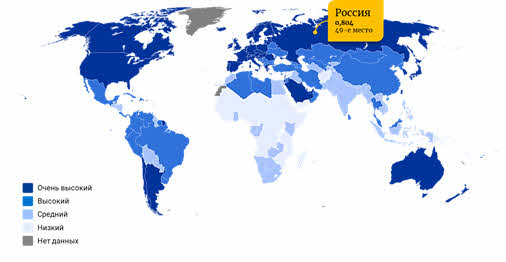 Россия
0,804
49-е место
Очень высокий
Высокий
Средний
Низкий
Нет данных